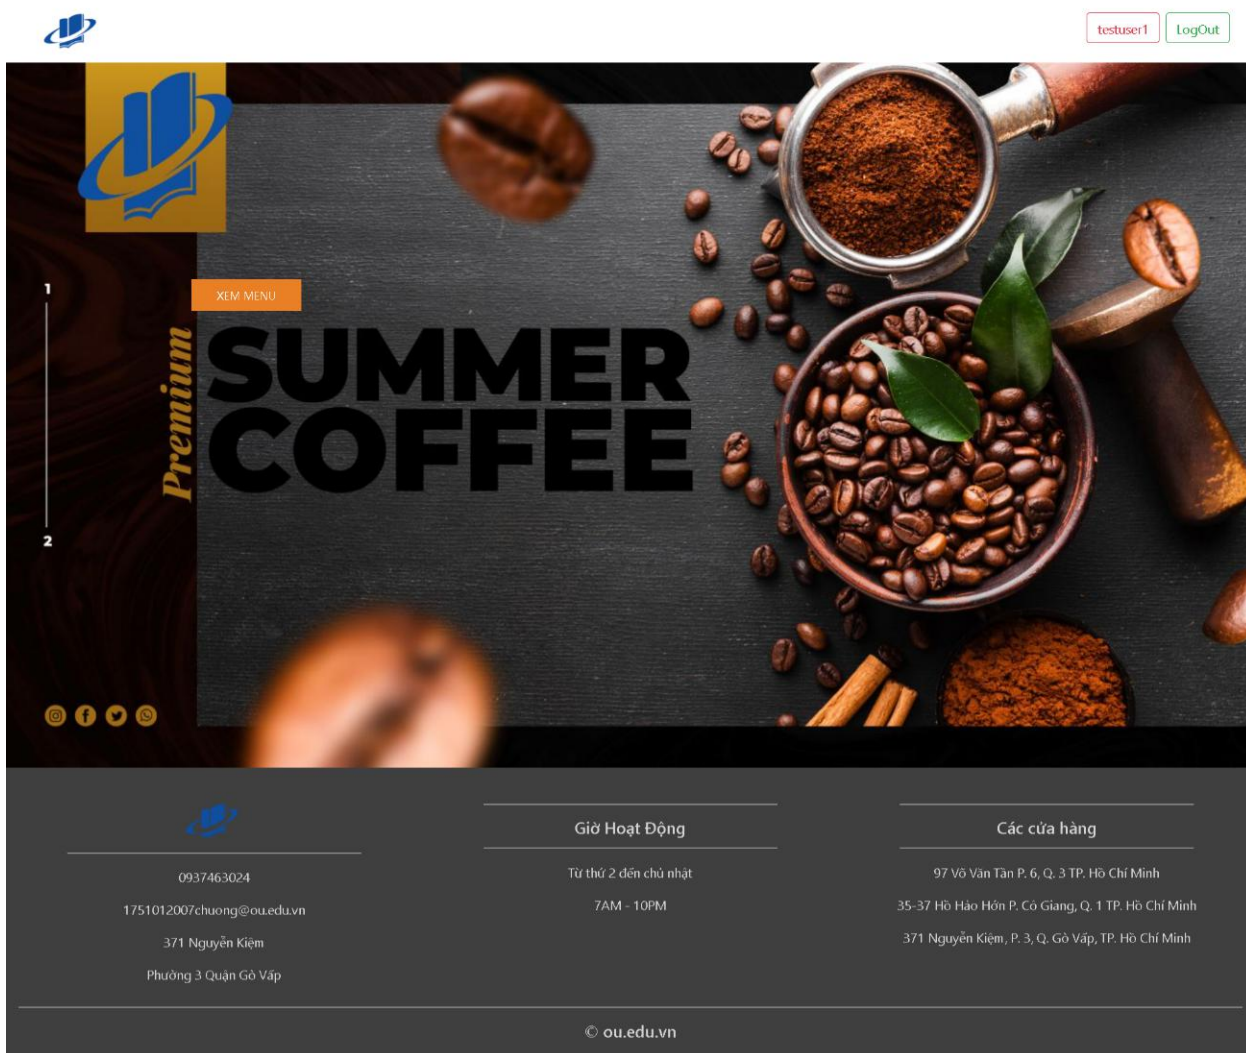 testuser1
LogOut
1
XEM MENU
Premium
SUMMER
COFFEE
2
0937463024
1751012007chuong@ou.edu.vn
371 Nguyễn Kiệm
Phường 3 Quận Gò Vấp
Giờ Hoạt Động
Từ thứ 2 đến chủ nhật
7AM - 10PM
Các cửa hàng
97 Võ Văn Tần P. 6, Q. 3 TP. Hồ Chí Minh
35-37 Hồ Hảo Hớn P. Cô Giang, Q. 1 TP. Hồ Chí Minh
371 Nguyễn Kiệm, P. 3, Q. Gò Vấp, TP. Hồ Chí Minh
© ou.edu.vn